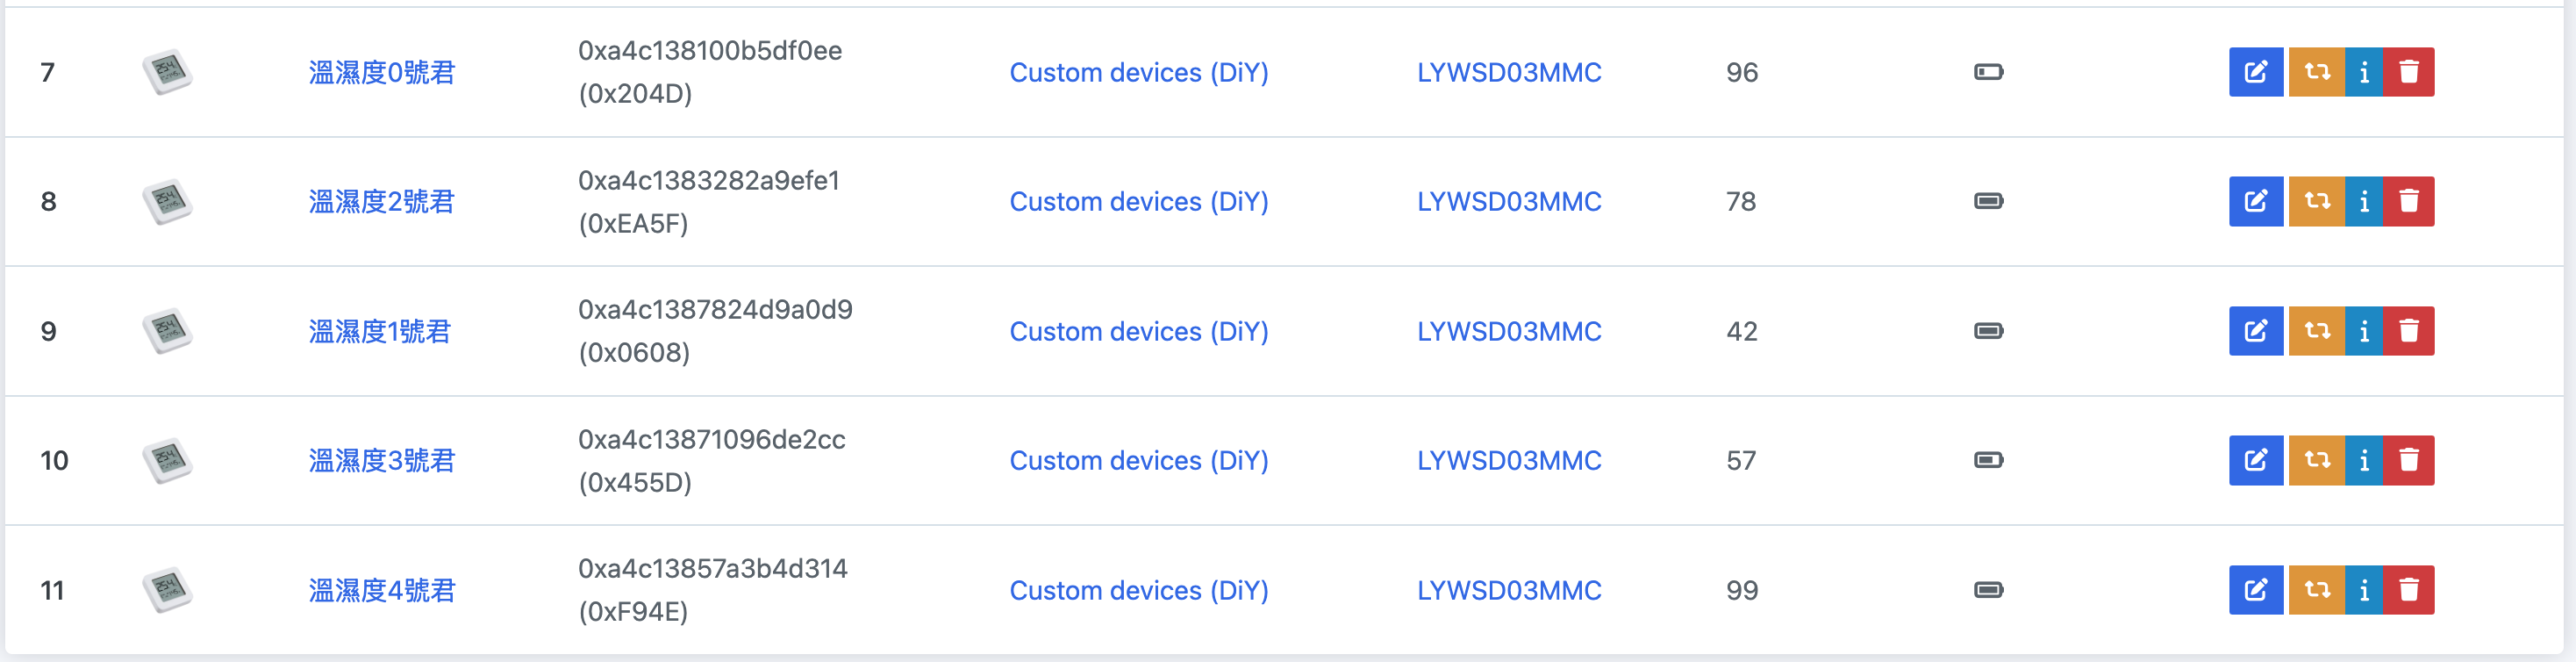 7 溫濕度0號君 0xa4c138100b5df0ee Custom devices (DiY) LYWSD03MMC 96
(0x204D)
8 溫濕度2號君 0xa4c1383282a9efe1 Custom devices (DiY) LYWSD03MMC 78
(0xEA5F)
9 溫濕度1號君 0xa4c1387824d9a0d9 Custom devices (DiY) LYWSD03MMC 42
(0x0608)
10 溫濕度3號君 0xa4c13871096de2cc Custom devices (DiY) LYWSD03MMC 57
(0x455D)
11 溫濕度4號君 0xa4c13857a3b4d314 Custom devices (DiY) LYWSD03MMC 99
(0xF94E)